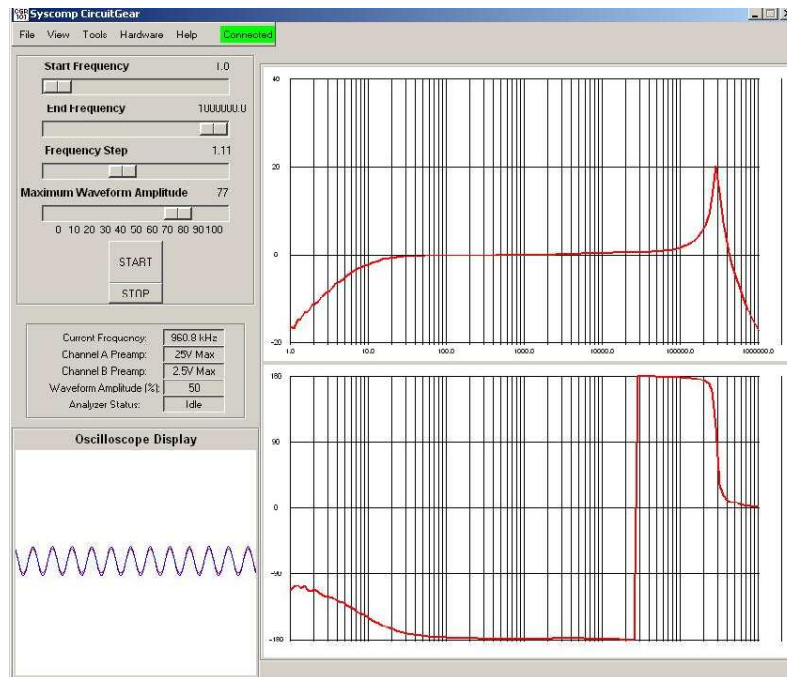 CGR 101 Syscomp CircuitGear
File View Tools Hardware Help Connected
Start Frequency 1.0
End Frequency 1000000.0
Frequency Step 1.11
Maximum Waveform Amplitude 77
0 10 20 30 40 50 60 70 80 90 100
START
STOP
Current Frequency: 960.8 kHz
Channel A Preamp: 25V Max
Channel B Preamp: 2.5V Max
Waveform Amplitude (%): 50
Analyzer Status: Idle
Oscilloscope Display
40
20
0
-20
1.0 10.0 100.0 1000.0 10000.0 100000.0 1000000.0
180
90
0
-90
-180